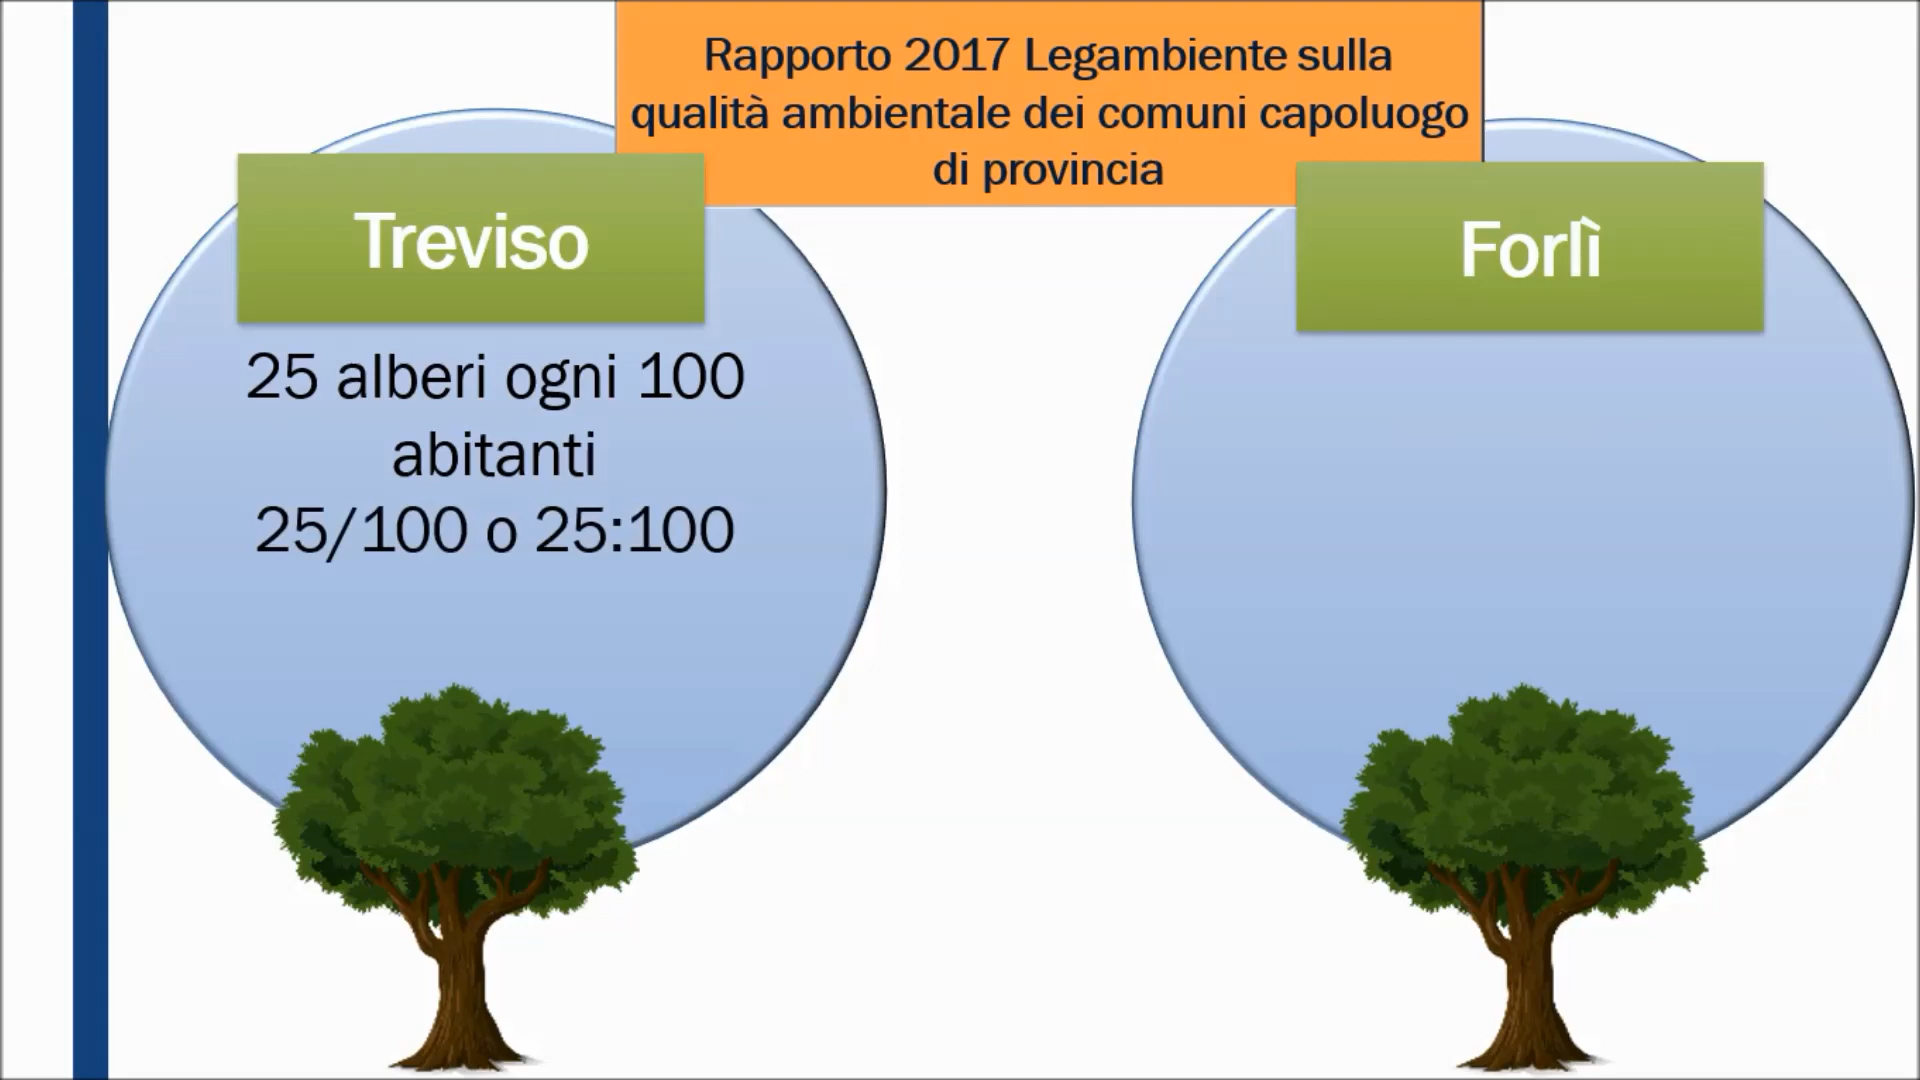 Rapporto 2017 Legambiente sulla
qualità ambientale dei comuni capoluogo
di provincia
Treviso
25 alberi ogni 100
abitanti
25/100 o 25:100
Forlì